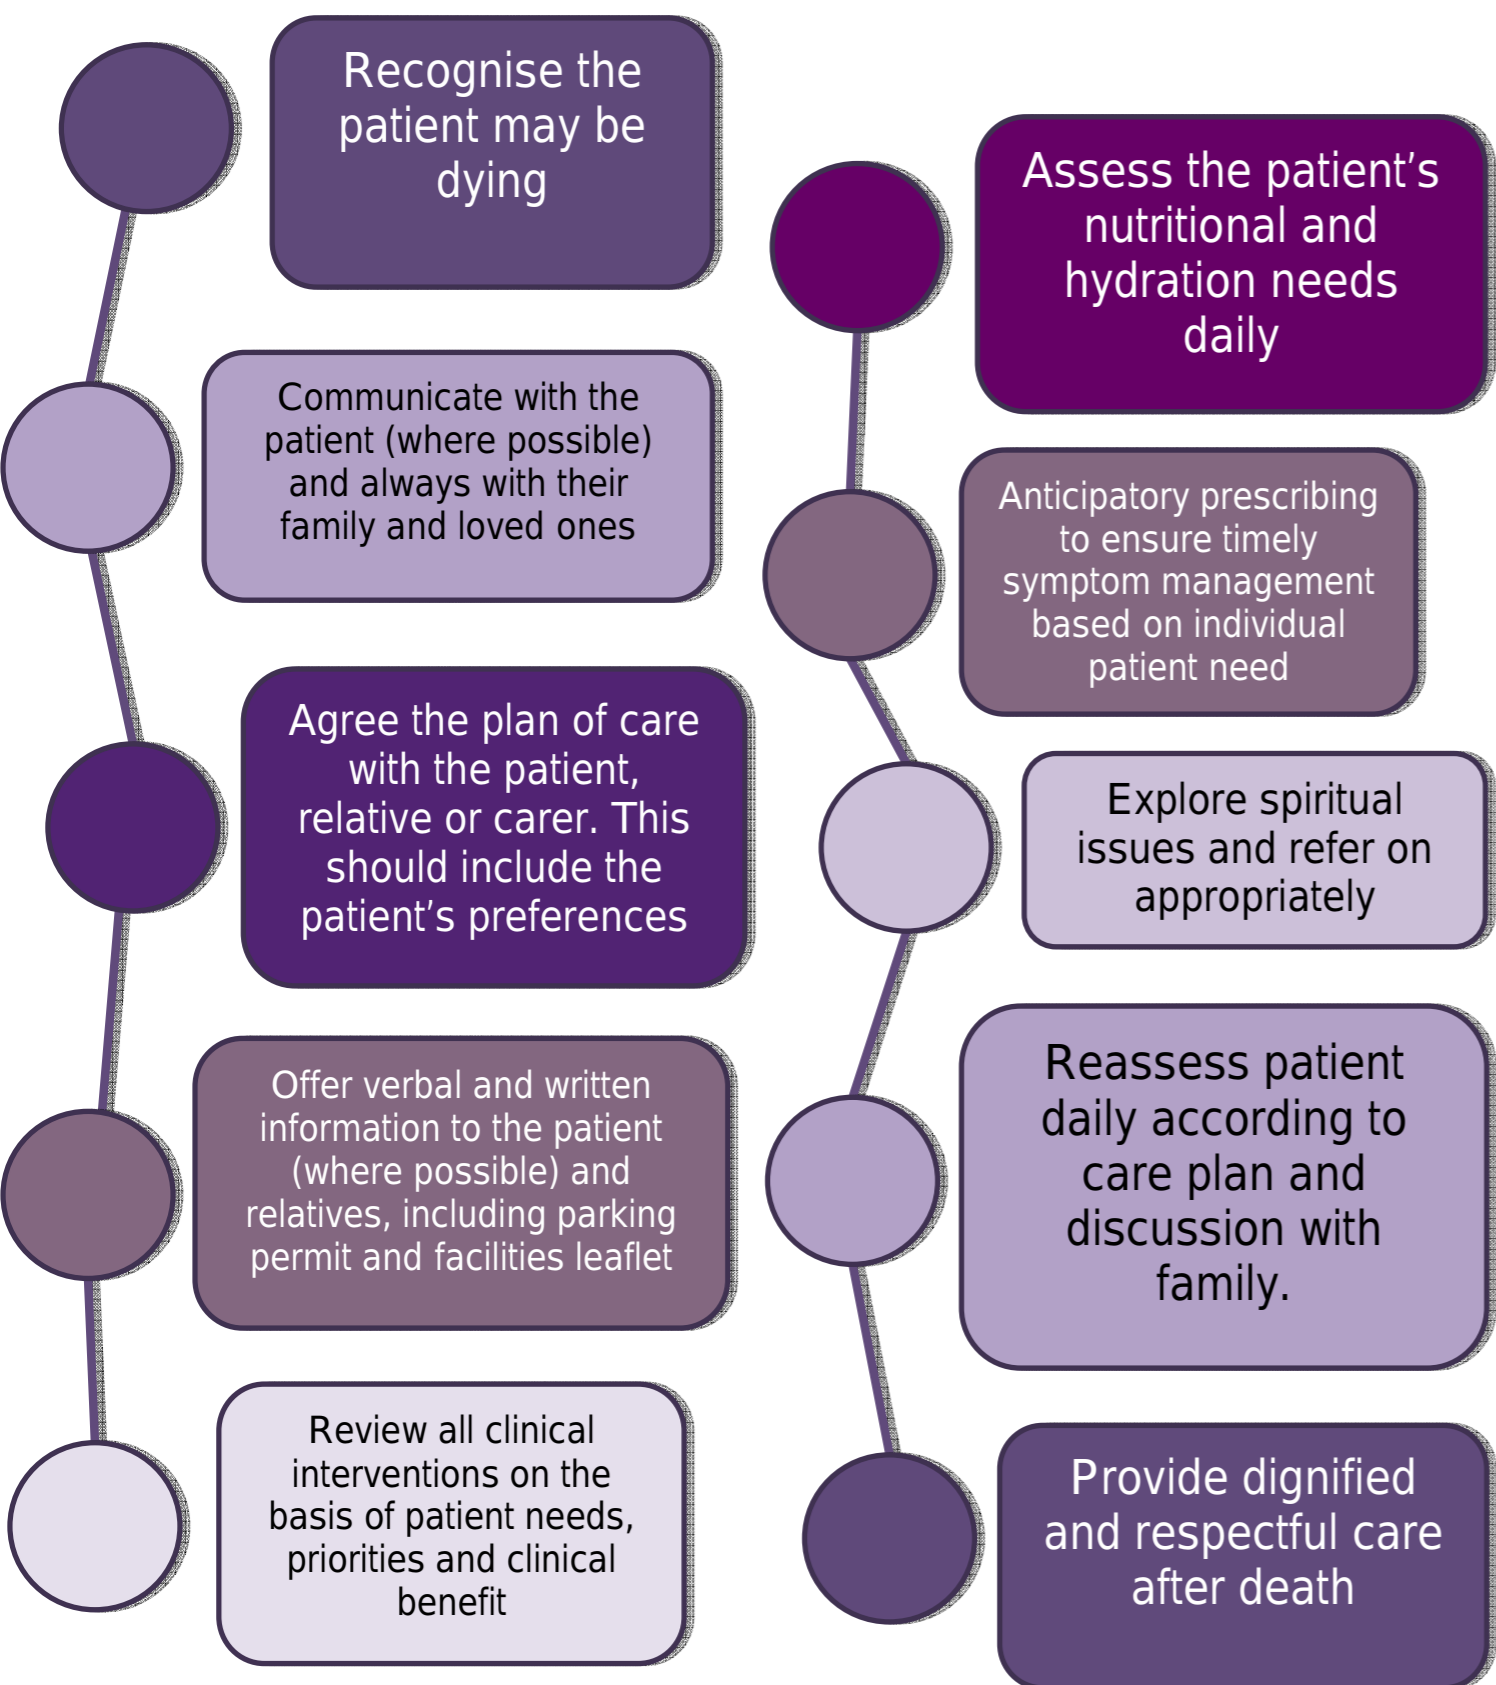 Recognise the
patient may be
dying
Communicate with the
patient (where possible)
and always with their
family and loved ones
Agree the plan of care
with the patient,
relative or carer. This
should include the
patient’s preferences
Offer verbal and written
information to the patient
(where possible) and
relatives, including parking
permit and facilities leaflet
Review all clinical
interventions on the
basis of patient needs,
priorities and clinical
benefit
Assess the patient’s
nutritional and
hydration needs
daily
Anticipatory prescribing
to ensure timely
symptom management
based on individual
patient need
Explore spiritual
issues and refer on
appropriately
Reassess patient
daily according to
care plan and
discussion with
family.
Provide dignified
and respectful care
after death